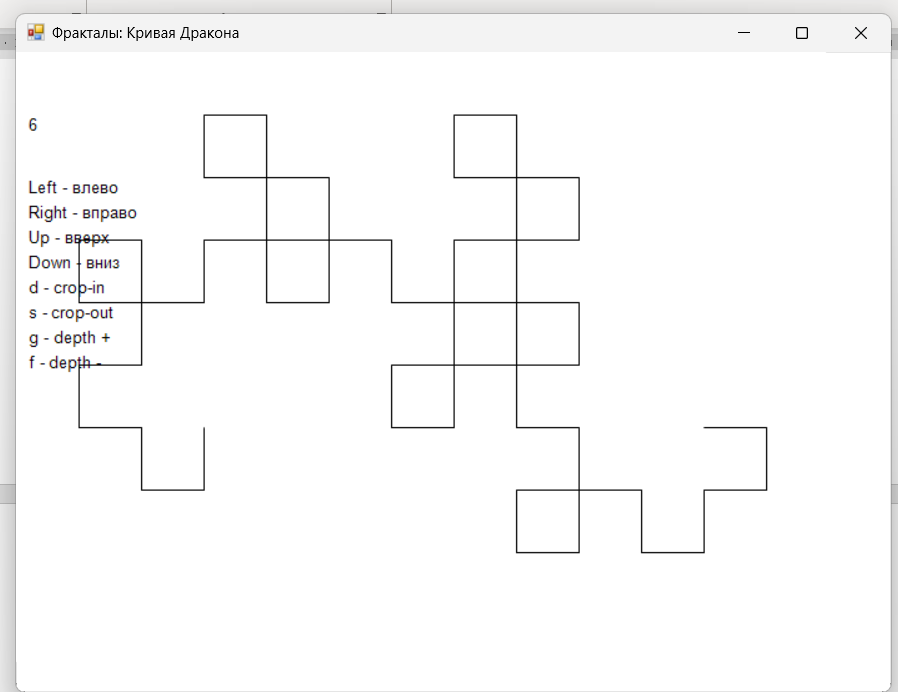 Фракталы: Кривая Дракона
6
Left - влево
Right - вправо
Up - вверх
Down - вниз
d - crop-in
s - crop-out
g - depth +
f - depth -